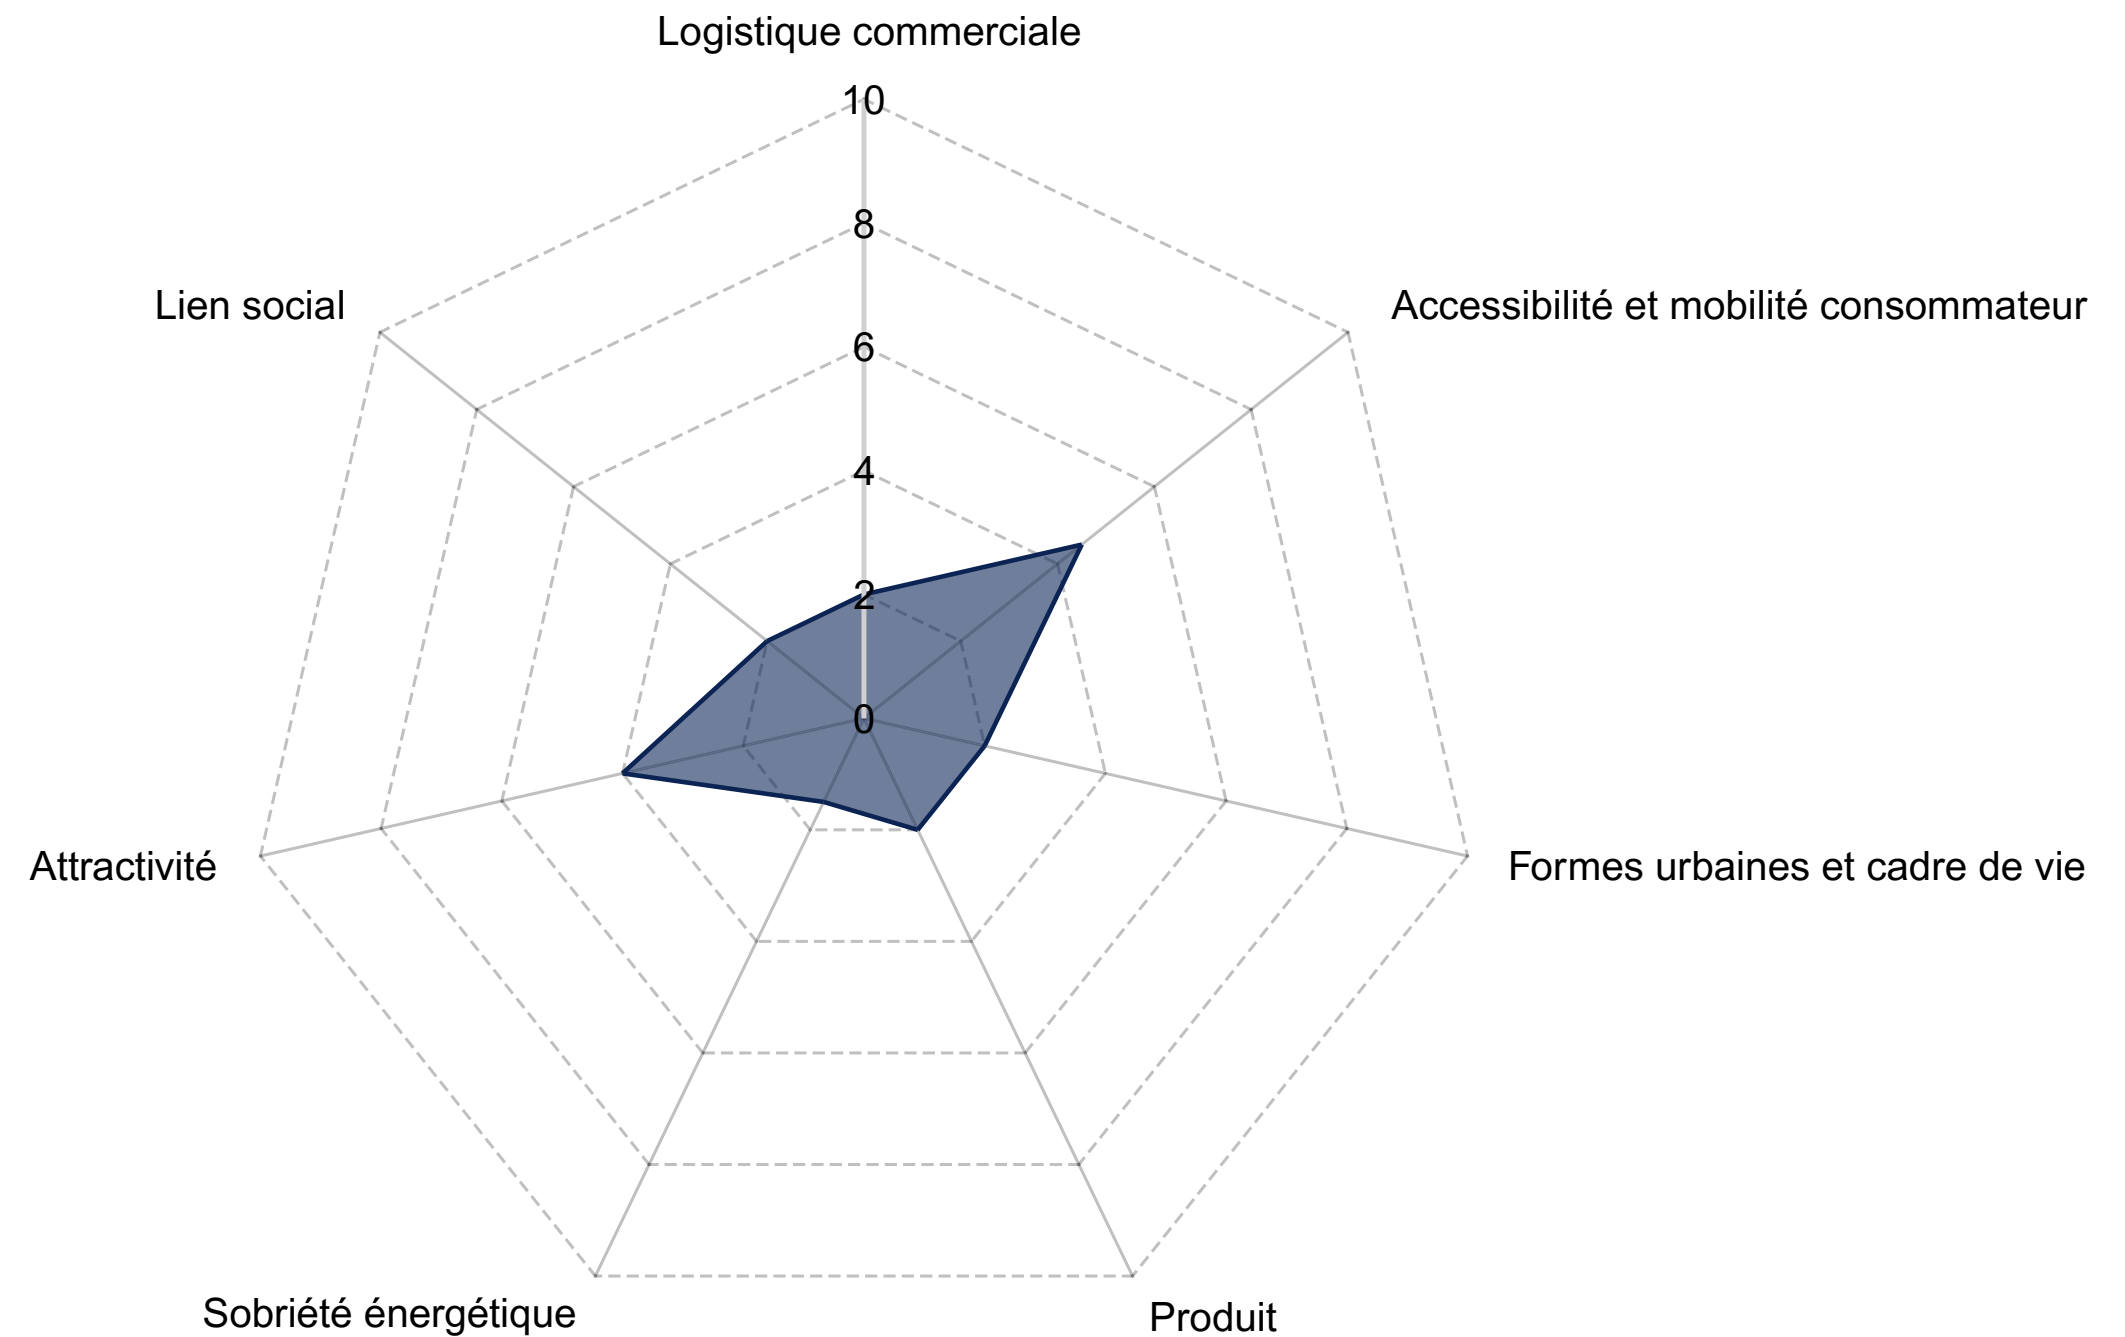 Logistique commerciale
10
8
Lien social
Accessibilité et mobilité consommateur
6
4
2
0
Attractivité
Formes urbaines et cadre de vie
Sobriété énergétique
Produit